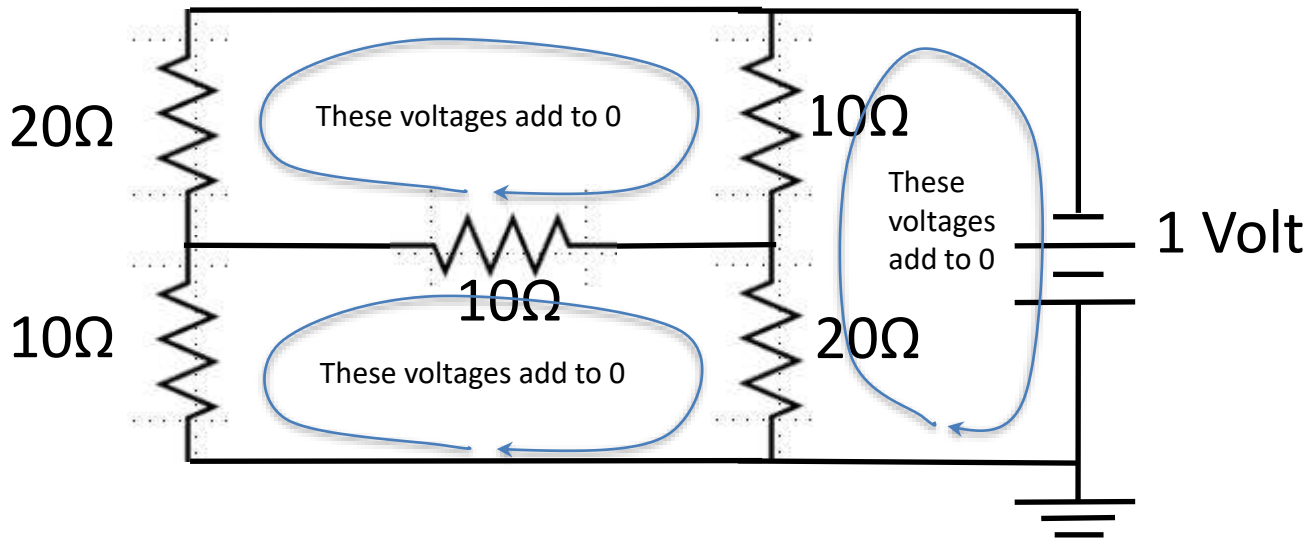 20Ω
These voltages add to 0
10Ω
These
voltages
add to 0
1 Volt
10Ω
10Ω
These voltages add to 0
20Ω